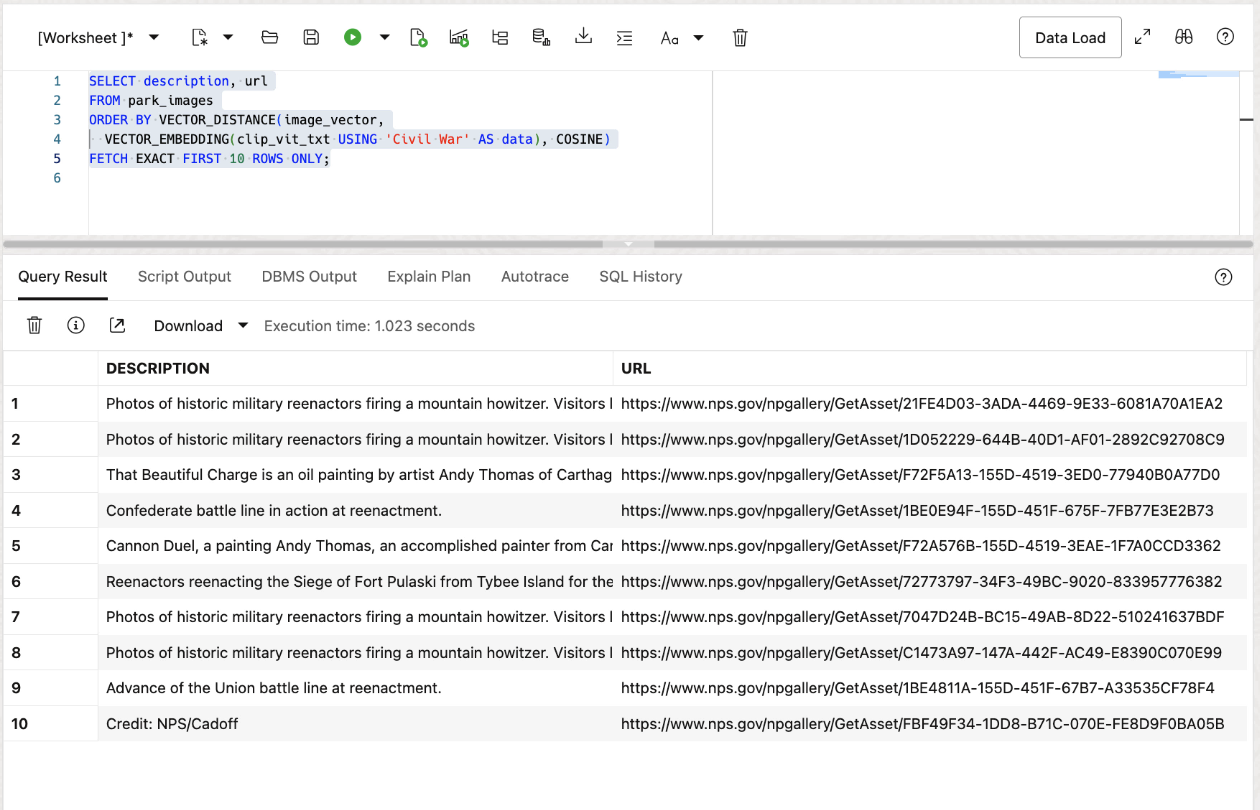 [Worksheet ]*
Aa
Data Load
1 SELECT description, url
2 FROM park_images
3 ORDER BY VECTOR_DISTANCE(image_vector,
4 VECTOR_EMBEDDING(clip_vit_txt USING 'Civil War' AS data), COSINE)
5 FETCH EXACT FIRST 10 ROWS ONLY;
6
Query Result Script Output DBMS Output Explain Plan Autotrace SQL History
Download Execution time: 1.023 seconds
DESCRIPTION URL
1 Photos of historic military reenactors firing a mountain howitzer. Visitors https://www.nps.gov/npgallery/GetAsset/21FE4D03-3ADA-4469-9E33-6081A70A1EA2
2 Photos of historic military reenactors firing a mountain howitzer. Visitors https://www.nps.gov/npgallery/GetAsset/1D052229-644B-40D1-AF01-2892C92708C9
3 That Beautiful Charge is an oil painting by artist Andy Thomas of Carthag https://www.nps.gov/npgallery/GetAsset/F72F5A13-155D-4519-3ED0-77940B0A77D0
4 Confederate battle line in action at reenactment. https://www.nps.gov/npgallery/GetAsset/1BE0E94F-155D-451F-675F-7FB77E3E2B73
5 Cannon Duel, a painting Andy Thomas, an accomplished painter from Car https://www.nps.gov/npgallery/GetAsset/F72A576B-155D-4519-3EAE-1F7A0CCD3362
6 Reenactors reenacting the Siege of Fort Pulaski from Tybee Island for the https://www.nps.gov/npgallery/GetAsset/72773797-34F3-49BC-9020-833957776382
7 Photos of historic military reenactors firing a mountain howitzer. Visitors https://www.nps.gov/npgallery/GetAsset/7047D24B-BC15-49AB-8D22-510241637BDF
8 Photos of historic military reenactors firing a mountain howitzer. Visitors https://www.nps.gov/npgallery/GetAsset/C1473A97-147A-442F-AC49-E8390C070E99
9 Advance of the Union battle line at reenactment. https://www.nps.gov/npgallery/GetAsset/1BE4811A-155D-451F-67B7-A33535CF78F4
10 Credit: NPS/Cadoff https://www.nps.gov/npgallery/GetAsset/FBF49F34-1DD8-B71C-070E-FE8D9F0BA05B